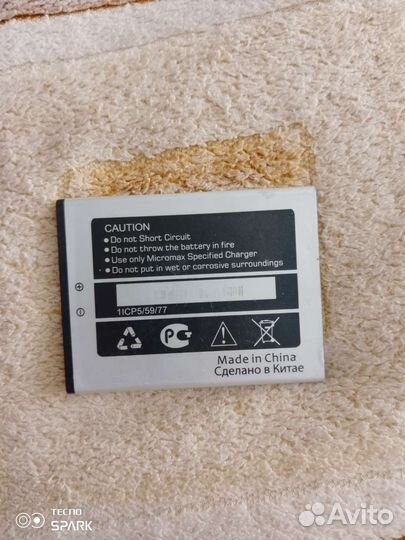 CAUTION
● Do not Short Circuit
● Do not throw the battery in fire
● Use only Micromax Specified Charger
● Do not put in wet or corrosive surroundings
1ICP5/59/77
Made in China
Сделано в Китае
TECNO
SPARK
Avito